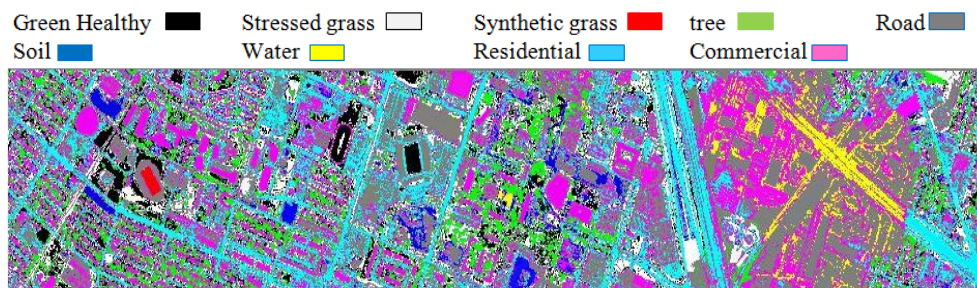 Green Healthy Stressed grass Synthetic grass tree Road
Soil Water Residential Commercial